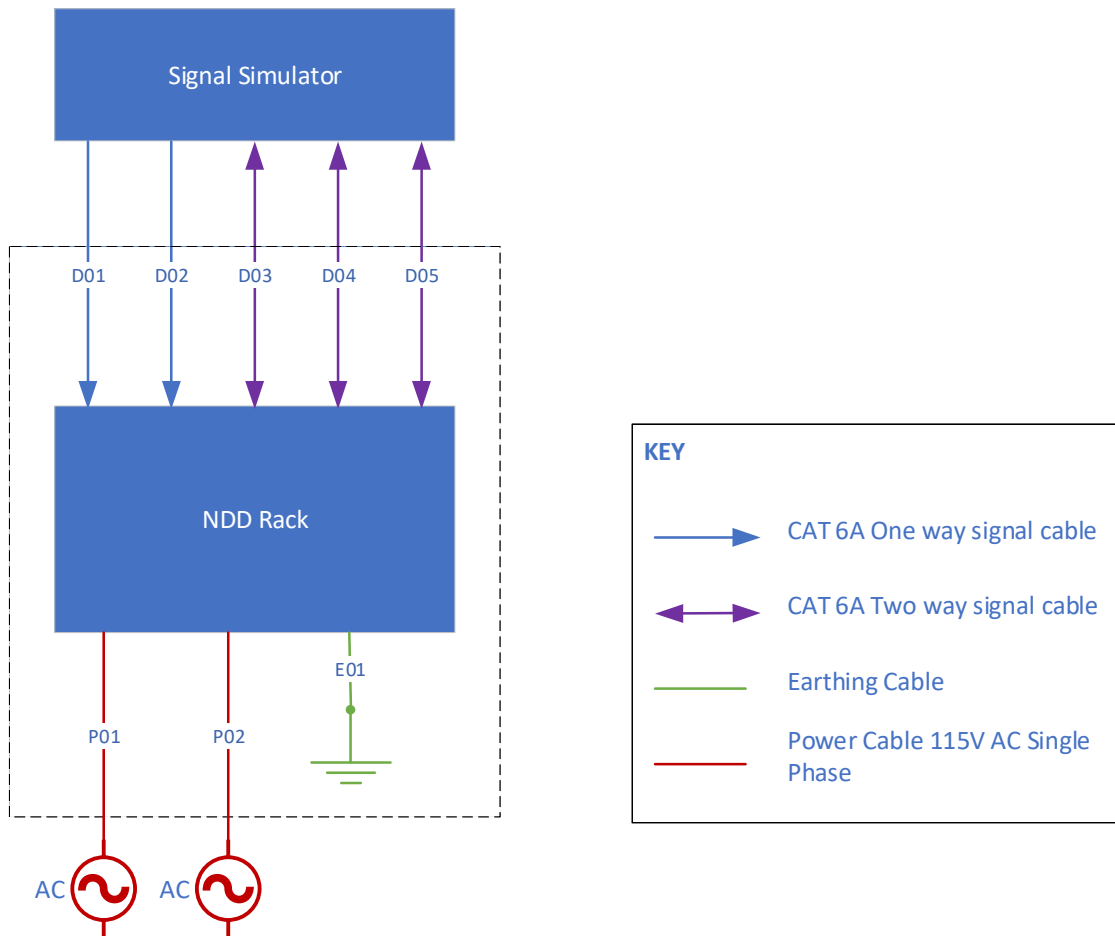 Signal Simulator
D01
D02
D03
D04
D05
NDD Rack
E01
P01
P02
AC
AC
KEY
CAT 6A One way signal cable
CAT 6A Two way signal cable
Earthing Cable
Power Cable 115V AC Single
Phase